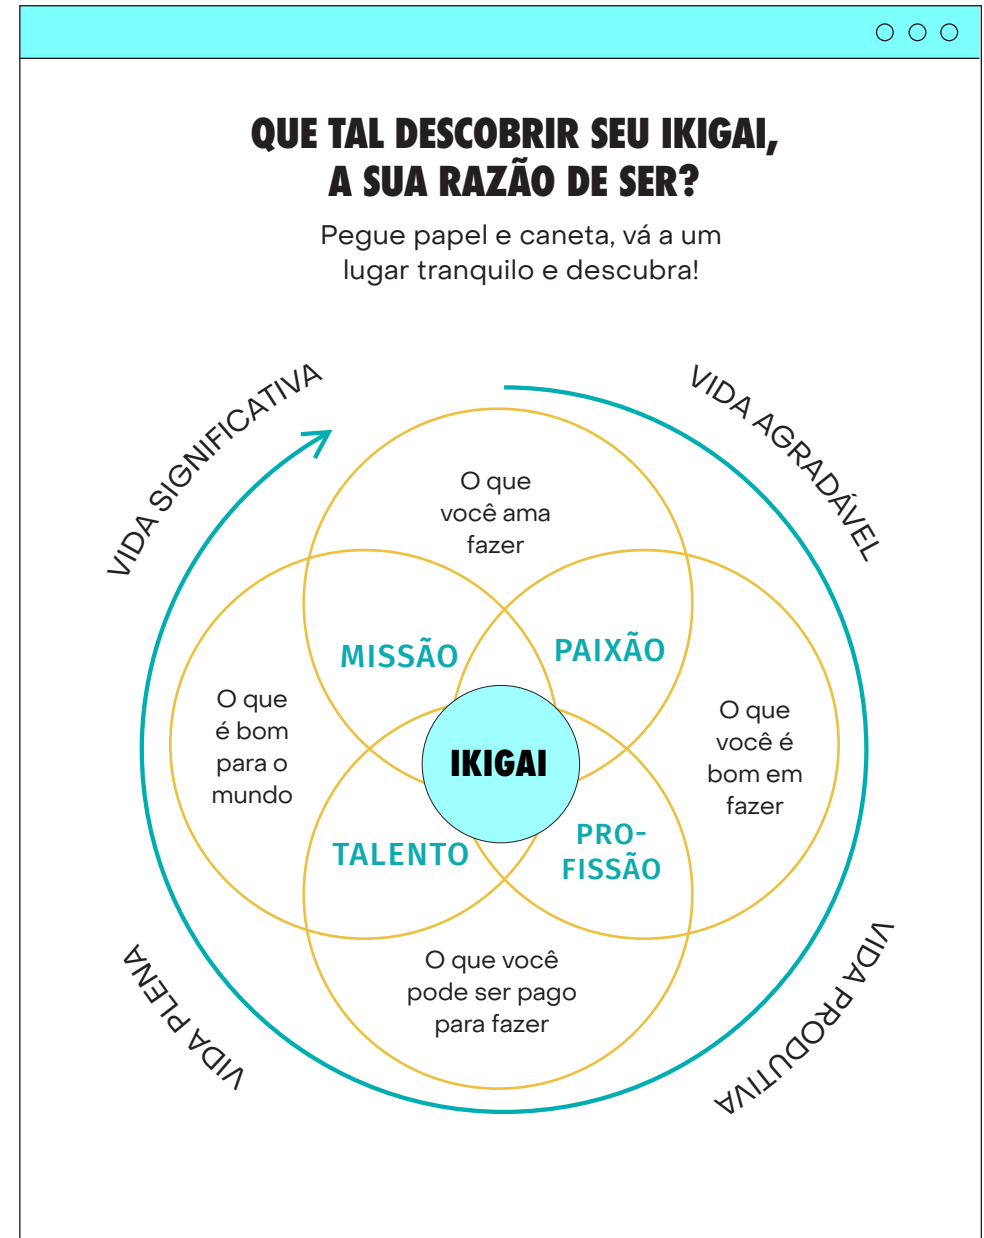 QUE TAL DESCOBRIR SEU IKIGAI,
A SUA RAZÃO DE SER?
Pegue papel e caneta, vá a um
lugar tranquilo e descubra!
VIDA SIGNIFICATIVA
VIDA AGRADÁVEL
O que
você ama
fazer
MISSÃO
PAIXÃO
O que
é bom
para o
mundo
IKIGAI
O que
você é
bom em
fazer
TALENTO
PRO-
FISSÃO
O que você
pode ser pago
para fazer
VIDA PLENA
VIDA PRODUTIVA